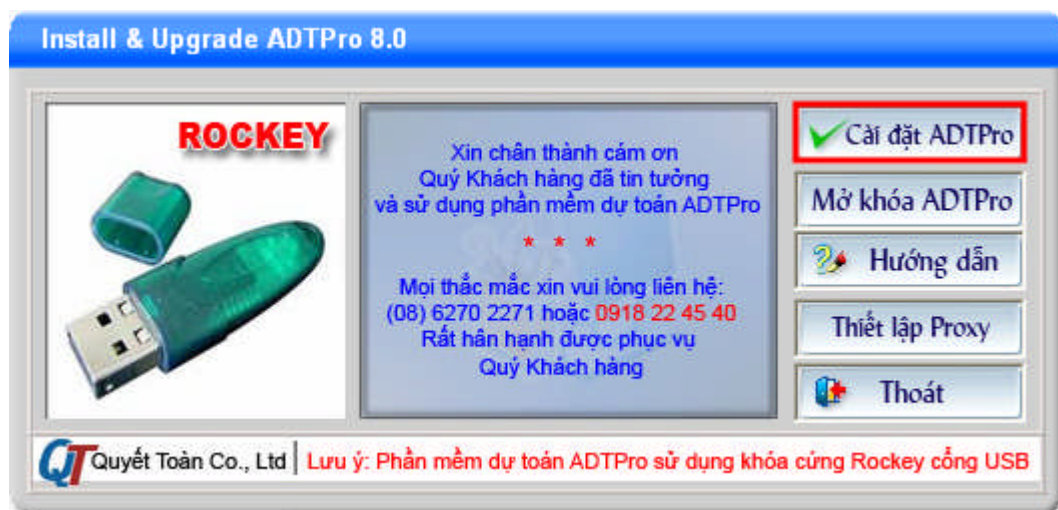 Install & Upgrade ADTPro 8.0
ROCKEY
Xin chân thành cám ơn
Quý Khách hàng đã tin tưởng
và sử dụng phần mềm dự toán ADTPro
* * *
Mọi thắc mắc xin vui lòng liên hệ:
(08) 6270 2271 hoặc 0918 22 45 40
Rất hân hạnh được phục vụ
Quý Khách hàng
Cài đặt ADTPro
Mở khóa ADTPro
Hướng dẫn
Thiết lập Proxy
Thoát
QT Quyết Toàn Co., Ltd
Lưu ý: Phần mềm dự toán ADTPro sử dụng khóa cứng Rockey cổng USB